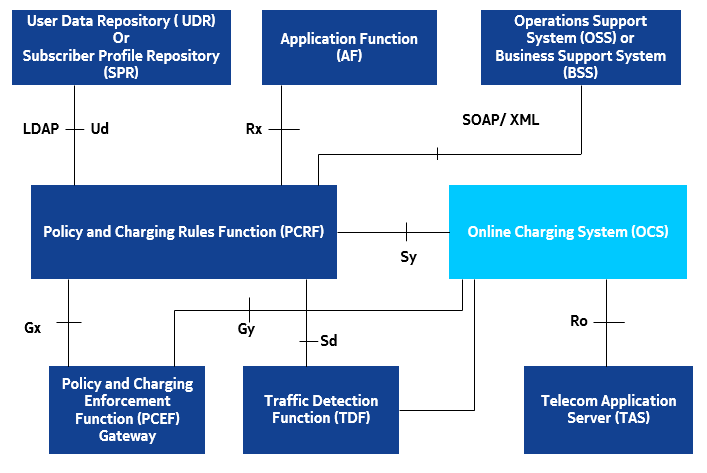 User Data Repository ( UDR)
Or
Subscriber Profile Repository
(SPR)
Application Function
(AF)
Operations Support
System (OSS) or
Business Support System
(BSS)
LDAP
Ud
Rx
SOAP/ XML
Policy and Charging Rules Function (PCRF)
Sy
Online Charging System (OCS)
Gx
Gy
Sd
Ro
Policy and Charging
Enforcement
Function (PCEF)
Gateway
Traffic Detection
Function (TDF)
Telecom Application
Server (TAS)